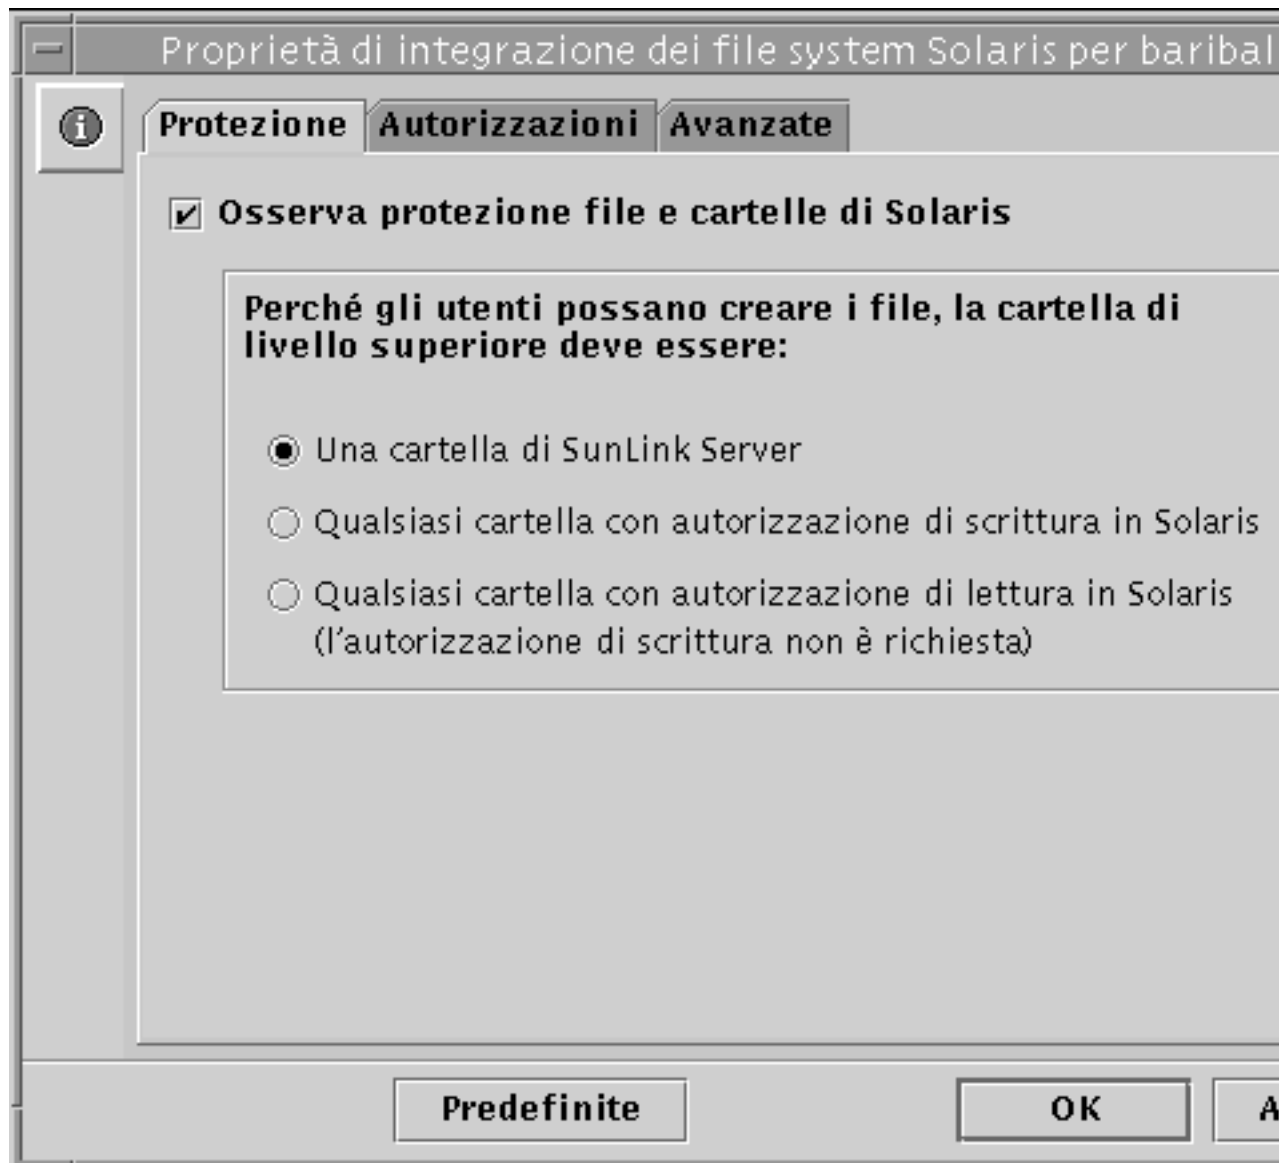 Proprietà di integrazione dei file system Solaris per baribal
Protezione Autorizzazioni Avanzate
Osserva protezione file e cartelle di Solaris
Perché gli utenti possano creare i file, la cartella di
livello superiore deve essere:
Una cartella di SunLink Server
Qualsiasi cartella con autorizzazione di scrittura in Solaris
Qualsiasi cartella con autorizzazione di lettura in Solaris
(l'autorizzazione di scrittura non è richiesta)
Predefinite OK